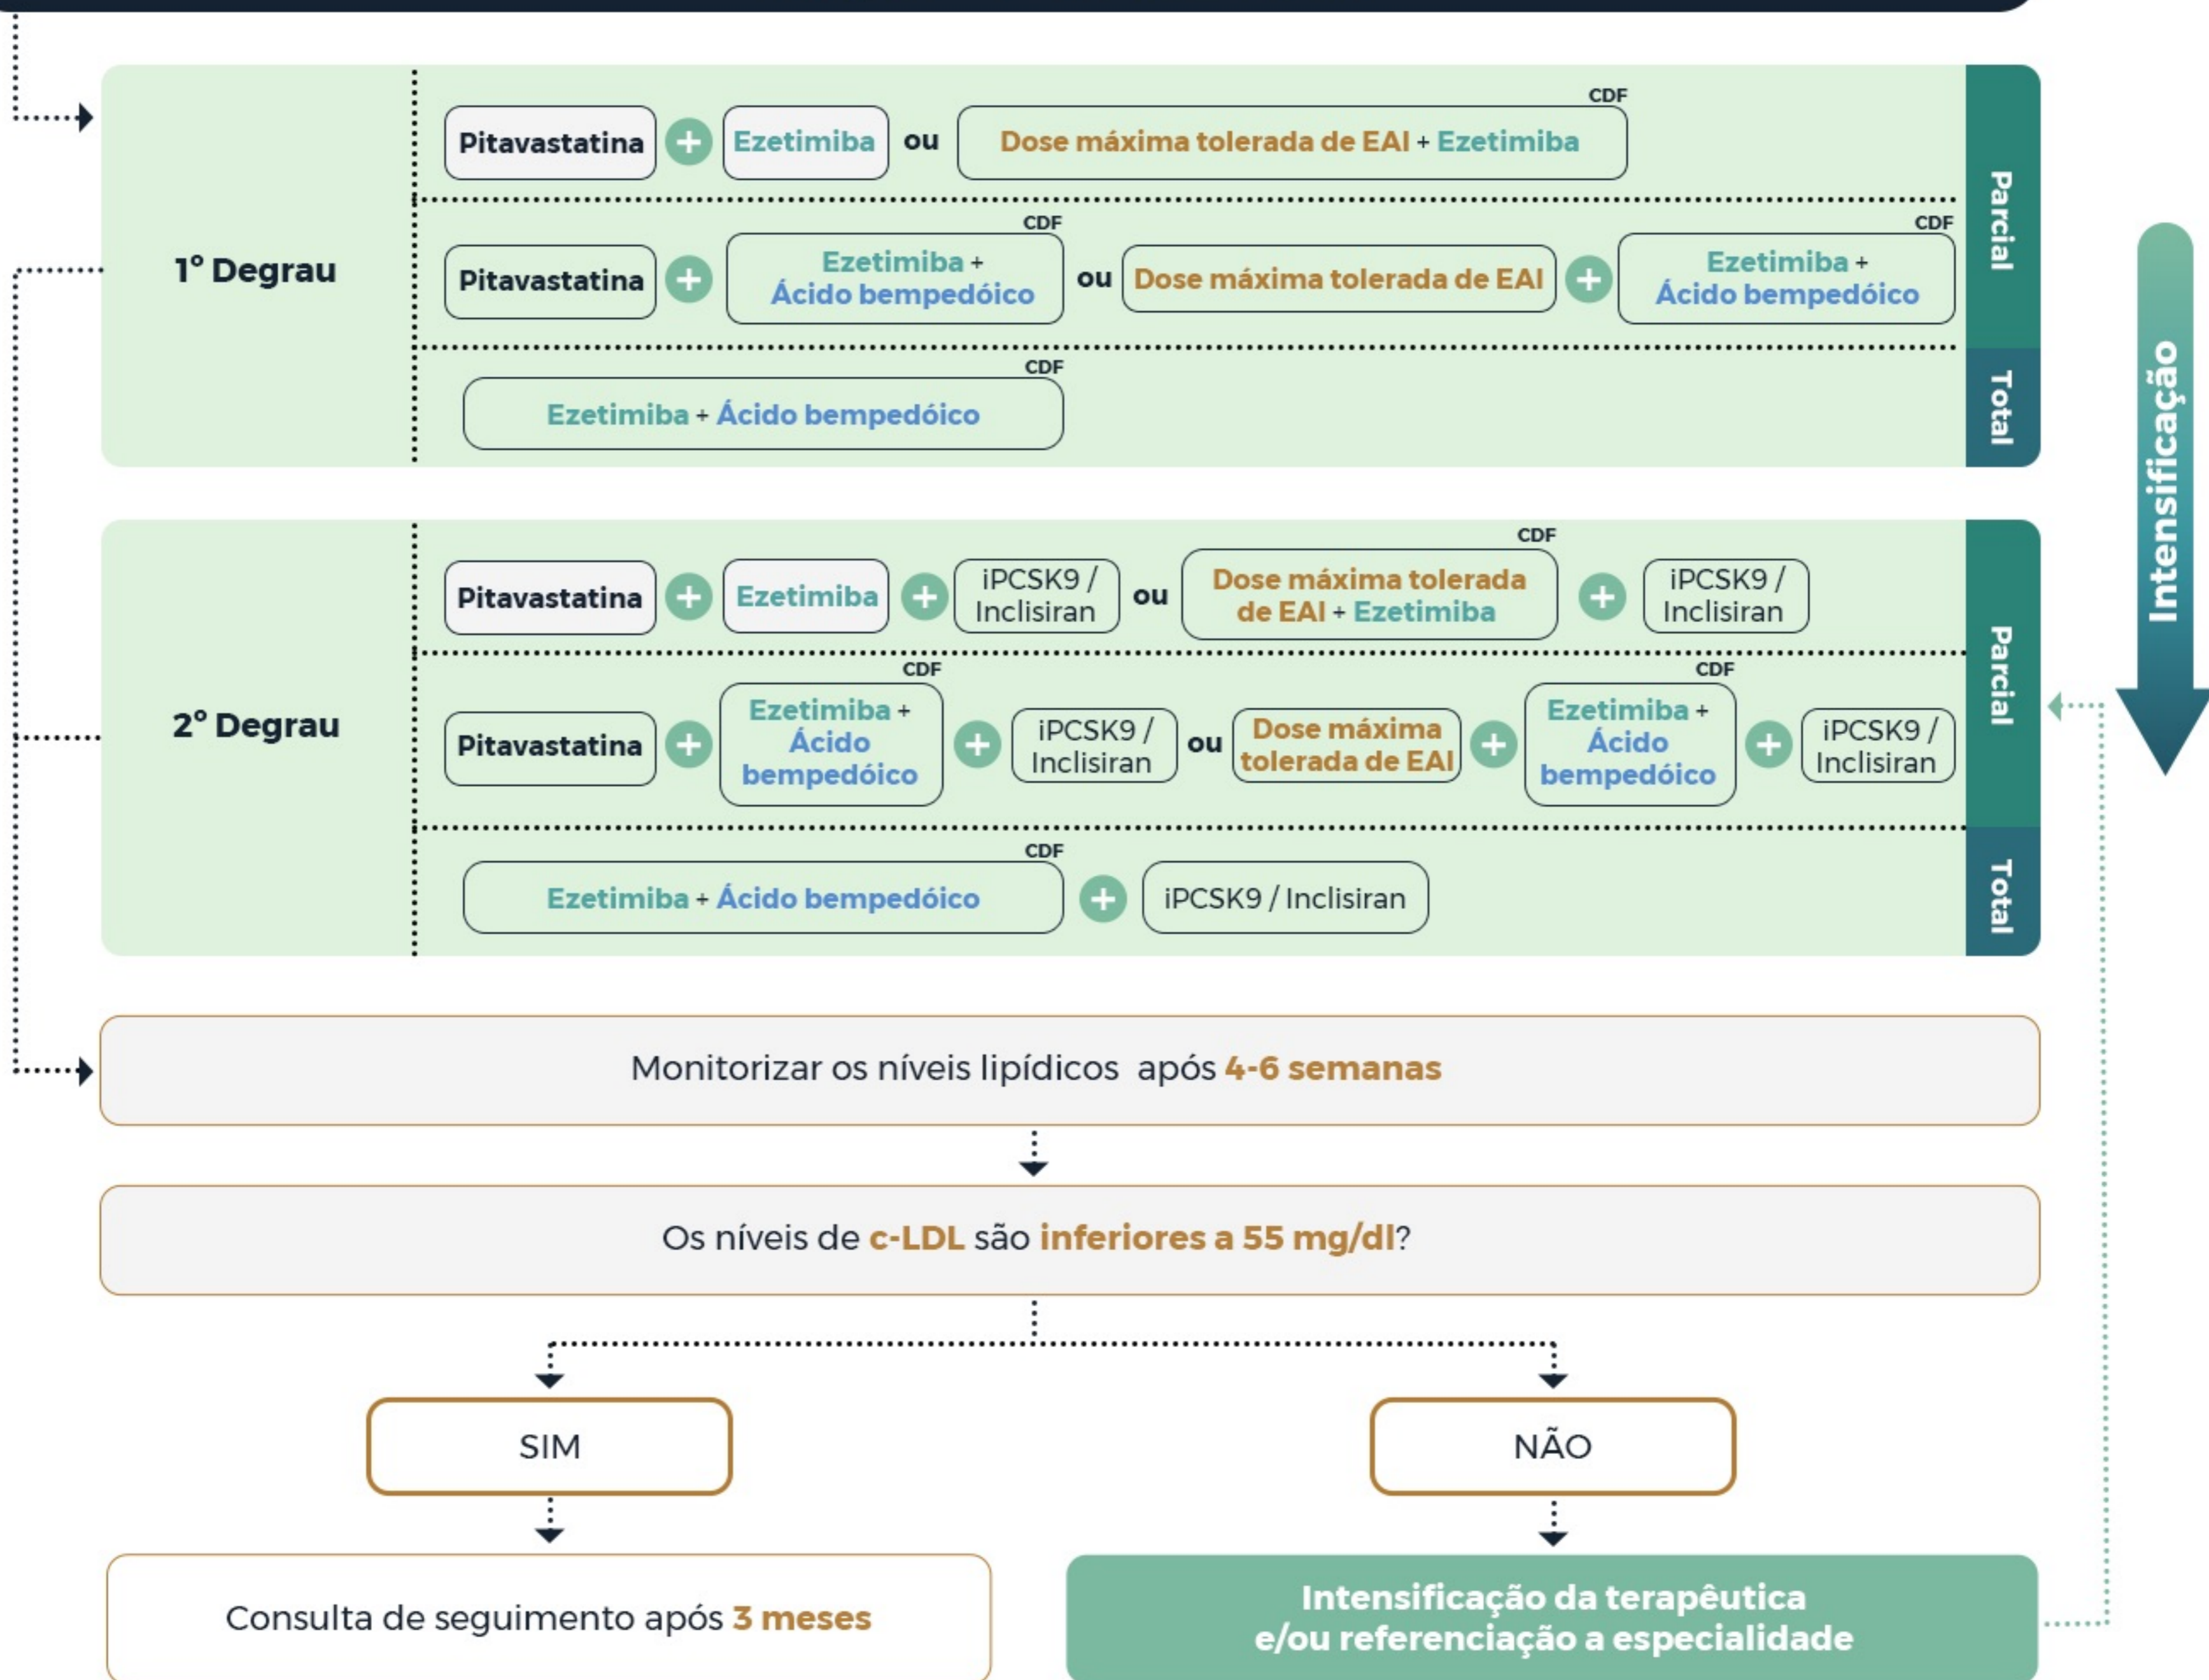 CDF
Pitavastatina + Ezetimiba ou Dose máxima tolerada de EAI + Ezetimiba
Parcial
1º Degrau
CDF
CDF
Pitavastatina + Ezetimiba +
Ácido bempedóico
ou Dose máxima tolerada de EAI + Ezetimiba +
Ácido bempedóico
CDF
Ezetimiba + Ácido bempedóico
Total
Intensificação
CDF
Pitavastatina + Ezetimiba + iPCSK9 /
Inclisiran
ou Dose máxima tolerada
de EAI + Ezetimiba
+ iPCSK9 /
Inclisiran
Parcial
2º Degrau
CDF
CDF
Pitavastatina + Ezetimiba +
Ácido
bempedóico
+ iPCSK9 /
Inclisiran
ou Dose máxima
tolerada de EAI
+ Ezetimiba +
Ácido
bempedóico
+ iPCSK9 /
Inclisiran
CDF
Ezetimiba + Ácido bempedóico + iPCSK9 / Inclisiran
Total
Monitorizar os níveis lipídicos após 4-6 semanas
Os níveis de c-LDL são inferiores a 55 mg/dl?
SIM
NÃO
Consulta de seguimento após 3 meses
Intensificação da terapêutica
e/ou referenciação a especialidade